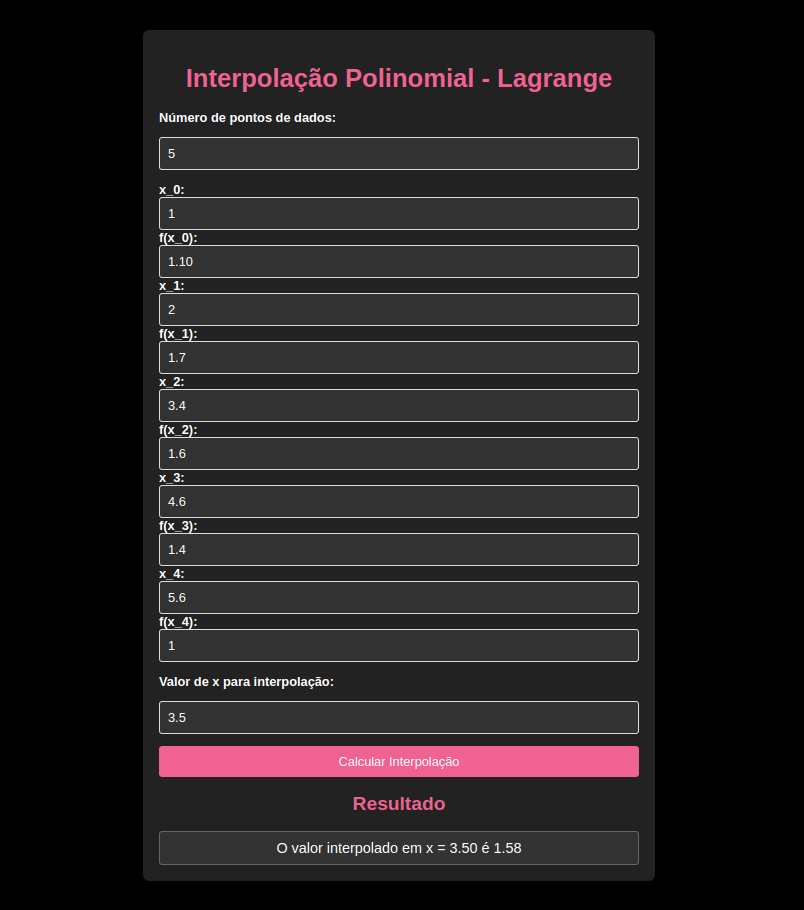 Interpolação Polinomial - Lagrange
Número de pontos de dados:
5
x_0:
1
f(x_0):
1.10
x_1:
2
f(x_1):
1.7
x_2:
3.4
f(x_2):
1.6
x_3:
4.6
f(x_3):
1.4
x_4:
5.6
f(x_4):
1
Valor de x para interpolação:
3.5
Calcular Interpolação
Resultado
O valor interpolado em x = 3.50 é 1.58